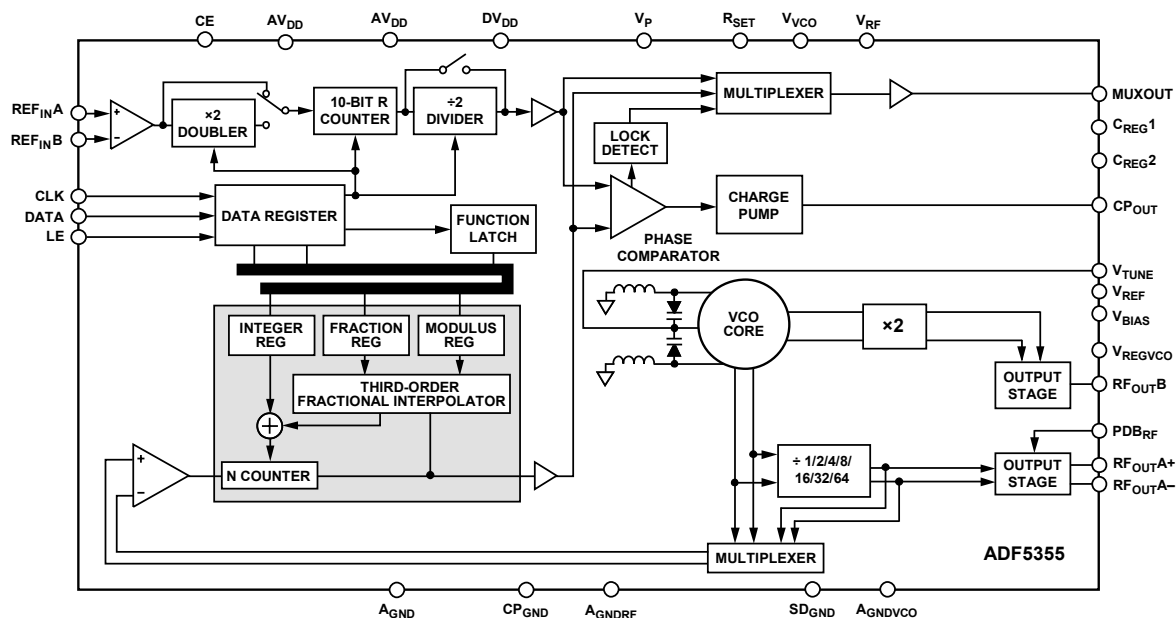 CE
AVDD
AVDD
DVDD
VP
RSET
VVCO
VRF
REFINA
REFINB
+
−
×2
DOUBLER
10-BIT R
COUNTER
÷2
DIVIDER
MULTIPLEXER
MUXOUT
LOCK
DETECT
CREG1
CREG2
CLK
DATA
LE
DATA REGISTER
FUNCTION
LATCH
CHARGE
PUMP
CPOUT
PHASE
COMPARATOR
VTUNE
VREF
VBIAS
VREGVCO
VCO
CORE
×2
OUTPUT
STAGE
RFOUTB
INTEGER
REG
FRACTION
REG
MODULUS
REG
THIRD-ORDER
FRACTIONAL INTERPOLATOR
+
−
N COUNTER
÷ 1/2/4/8/
16/32/64
PDBRF
OUTPUT
STAGE
RFOUTA+
RFOUTA−
MULTIPLEXER
ADF5355
AGND
CPGND
AGNDRF
SDGND
AGNDVCO